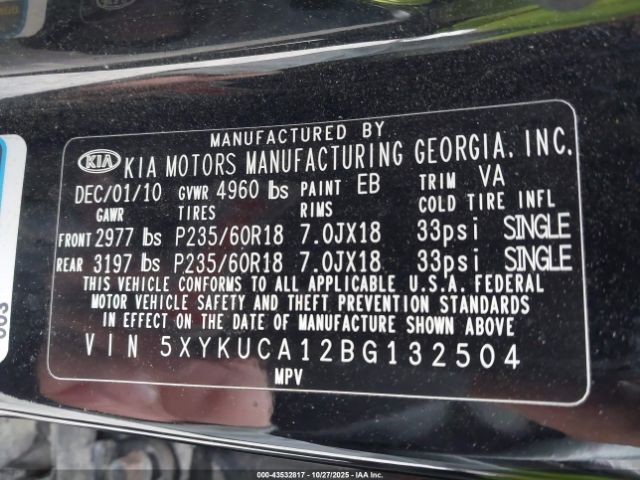 MANUFACTURED BY
KIA KIA MOTORS MANUFACTURING GEORGIA, INC.
DEC/01/10 GVWR 4960 lbs PAINT EB TRIM VA
GAWR TIRES RIMS COLD TIRE INFL
FRONT 2977 lbs P235/60R18 7.0JX18 33psi SINGLE
REAR 3197 lbs P235/60R18 7.0JX18 33psi SINGLE
THIS VEHICLE CONFORMS TO ALL APPLICABLE U.S.A. FEDERAL
MOTOR VEHICLE SAFETY AND THEFT PREVENTION STANDARDS
IN EFFECT ON THE DATE OF MANUFACTURE SHOWN ABOVE
VIN 5XYKUCA12BG132504
MPV
000-43532817 - 10/27/2025 - IAAI